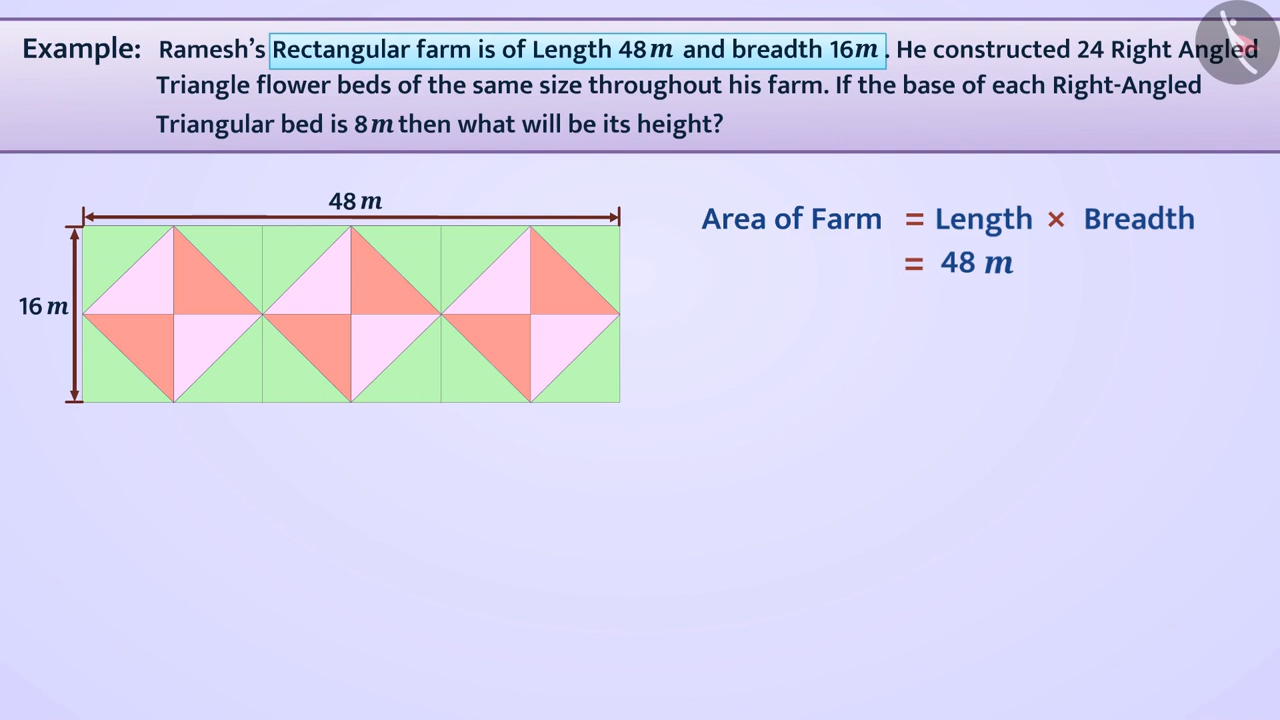 Example: Ramesh’s Rectangular farm is of Length 48 m and breadth 16 m. He constructed 24 Right Angled
Triangle flower beds of the same size throughout his farm. If the base of each Right-Angled
Triangular bed is 8 m then what will be its height?
48 m
16 m
Area of Farm = Length × Breadth
= 48 m